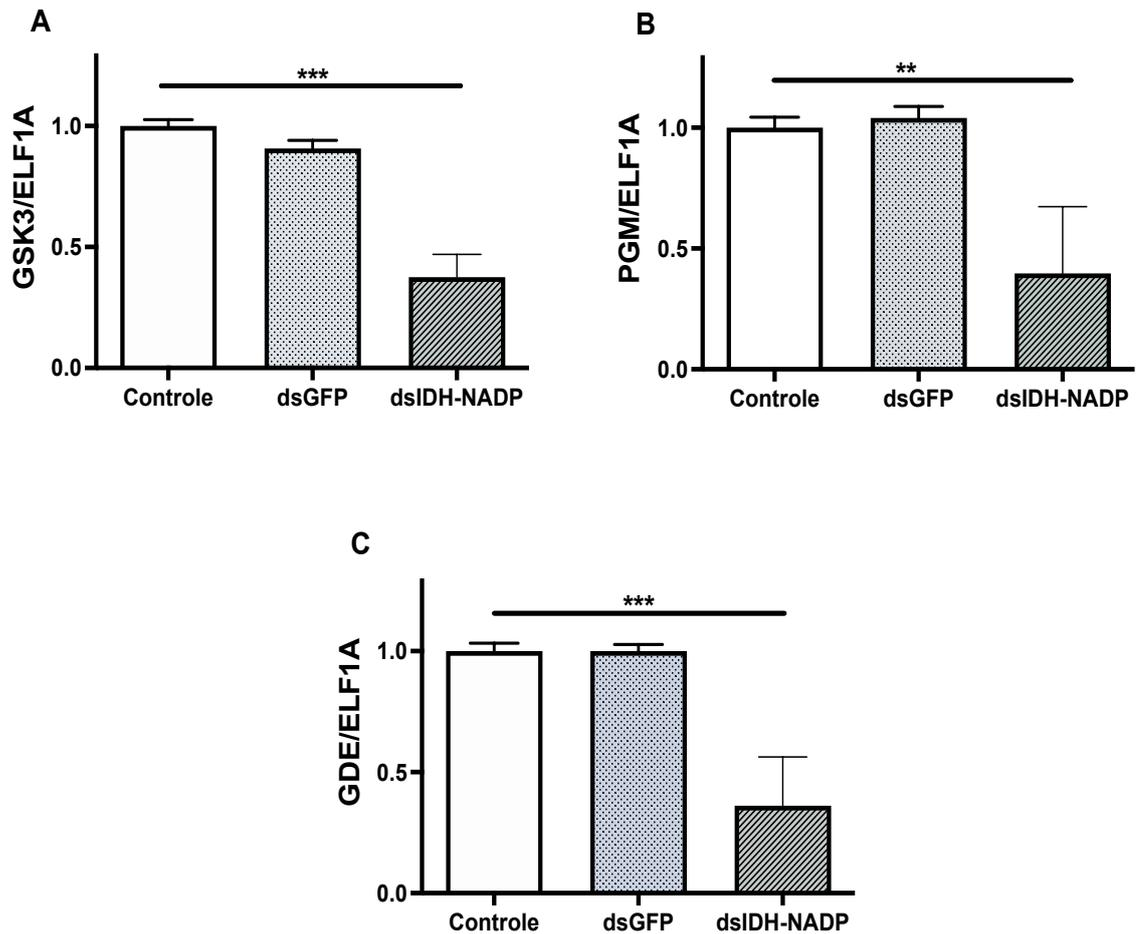 A
***
GSK3/ELF1A
1.0
0.5
0.0
Controle dsGFP dsIDH-NADP
B
**
PGM/ELF1A
1.0
0.5
0.0
Controle dsGFP dsIDH-NADP
C
***
GDE/ELF1A
1.0
0.5
0.0
Controle dsGFP dsIDH-NADP